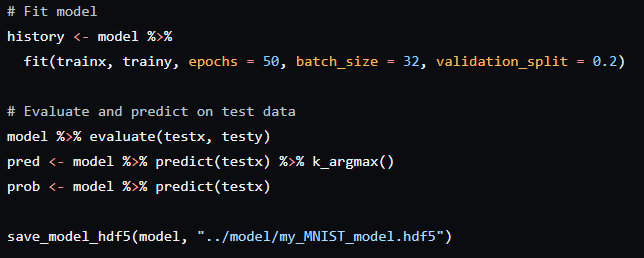 # Fit model
history <- model %>%
  fit(trainx, trainy, epochs = 50, batch_size = 32, validation_split = 0.2)

# Evaluate and predict on test data
model %>% evaluate(testx, testy)
pred <- model %>% predict(testx) %>% k_argmax()
prob <- model %>% predict(testx)

save_model_hdf5(model, "../model/my_MNIST_model.hdf5")